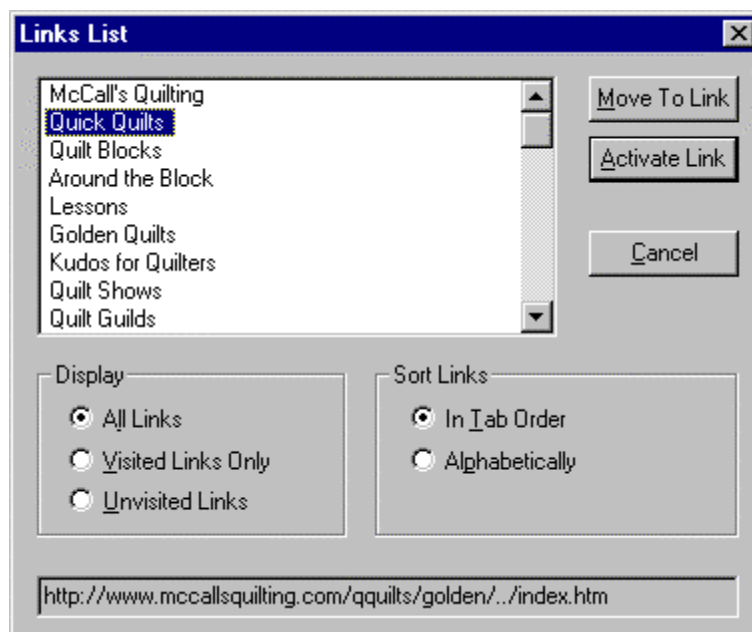 Links List
McCall's Quilting
Quick Quilts
Quilt Blocks
Around the Block
Lessons
Golden Quilts
Kudos for Quilters
Quilt Shows
Quilt Guilds
Move To Link
Activate Link
Cancel
Display
All Links
Visited Links Only
Unvisited Links
Sort Links
In Tab Order
Alphabetically
http://www.mccallsquilting.com/qquilts/golden/../index.htm